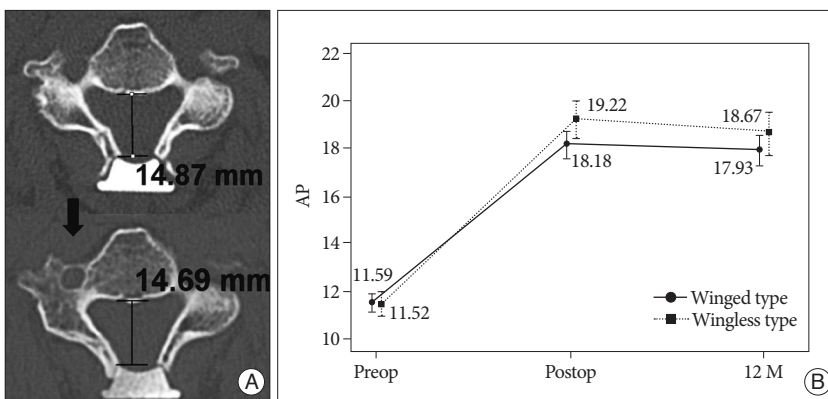 14.87 mm
14.69 mm
A
22
20
18
16
14
12
10
AP
11.59
11.52
19.22
18.18
18.67
17.93
Winged type
Wingless type
Preop
Postop
12 M
B